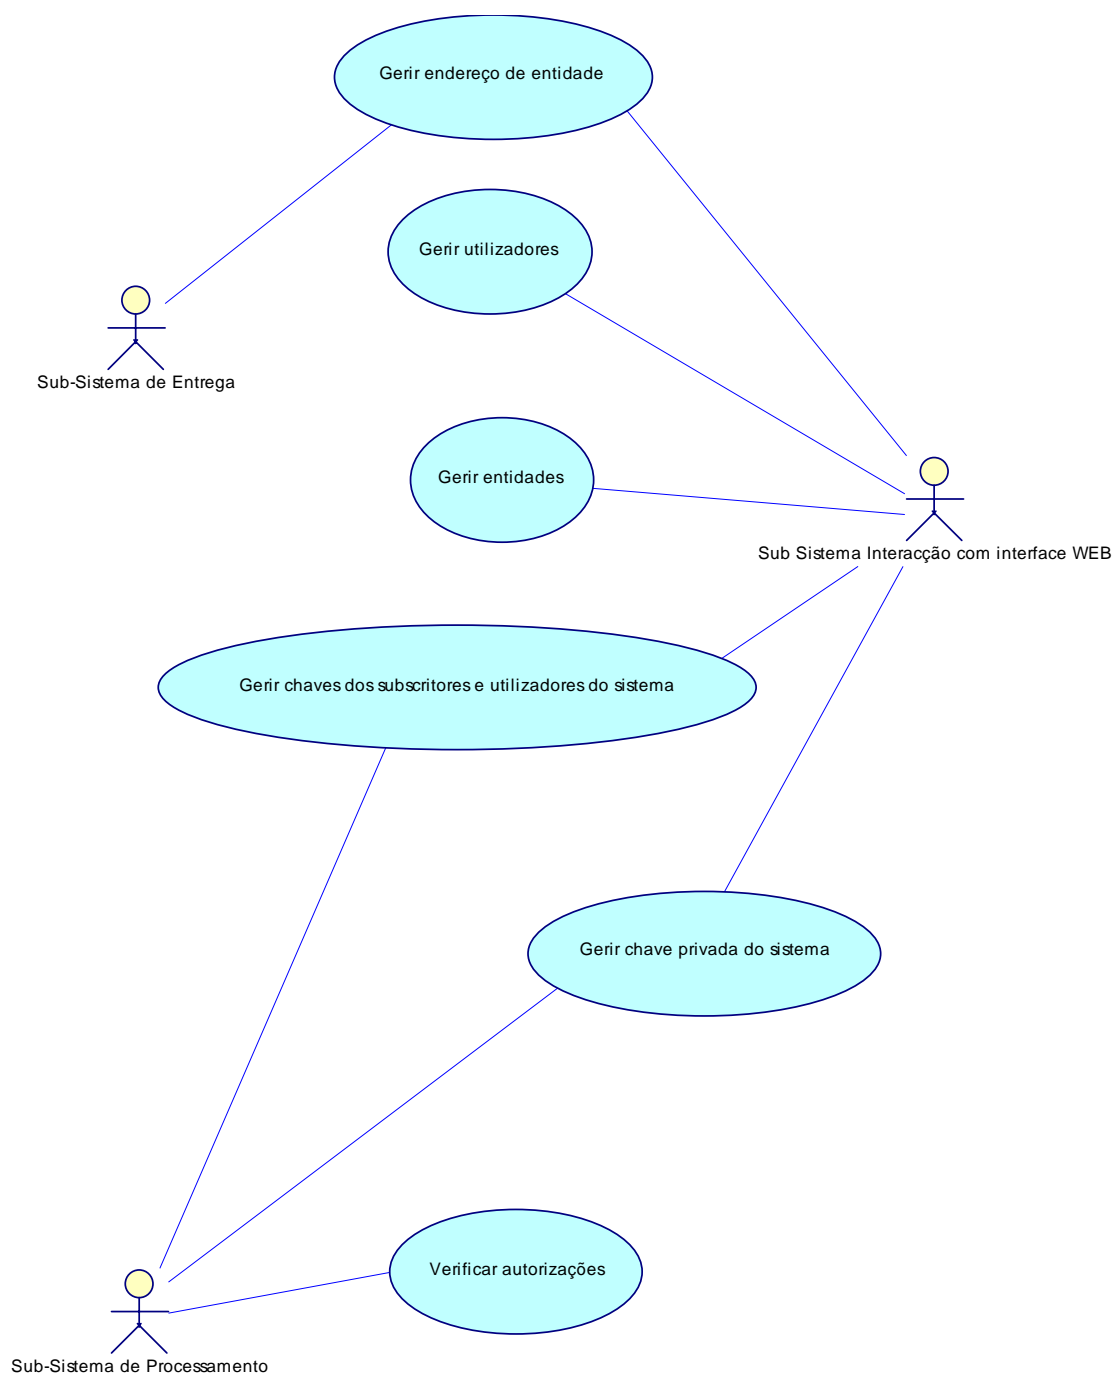 Gerir endereço de entidade
Gerir utilizadores
Sub-Sistema de Entrega
Gerir entidades
Sub Sistema Interacção com interface WEB
Gerir chaves dos subscritores e utilizadores do sistema
Gerir chave privada do sistema
Verificar autorizações
Sub-Sistema de Processamento